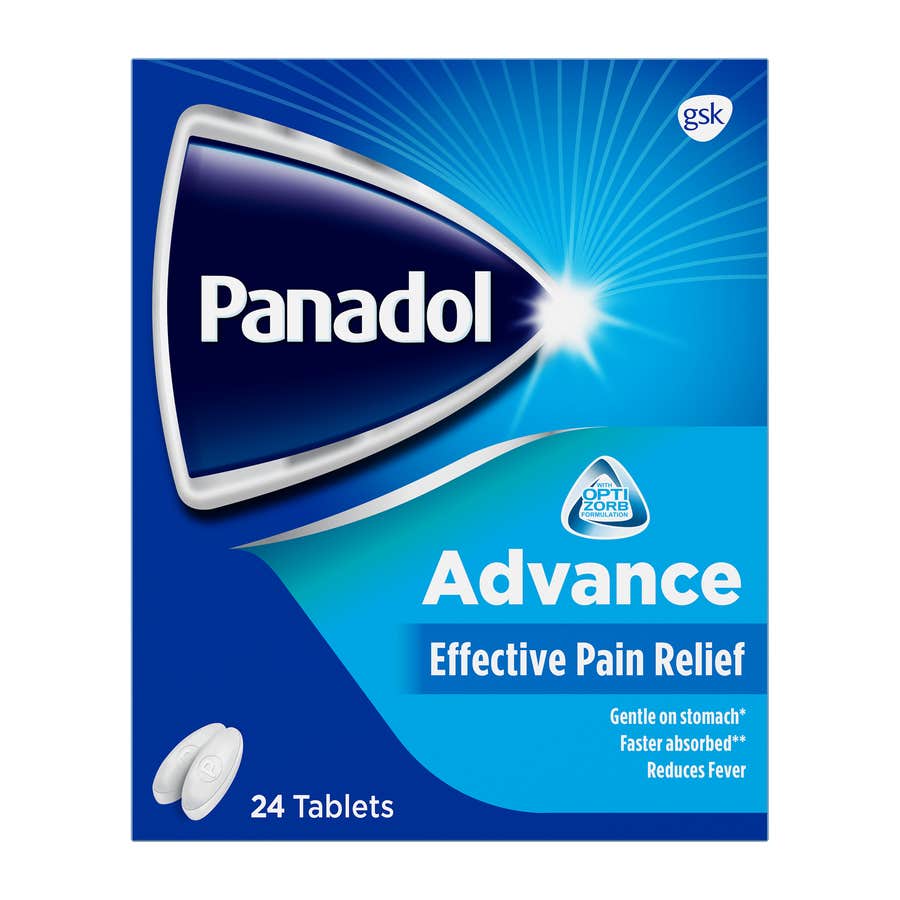 gsk
Panadol
WITH
OPTI
ZORB
FORMULATION
Advance
Effective Pain Relief
Gentle on stomach*
Faster absorbed**
Reduces Fever
P
24 Tablets